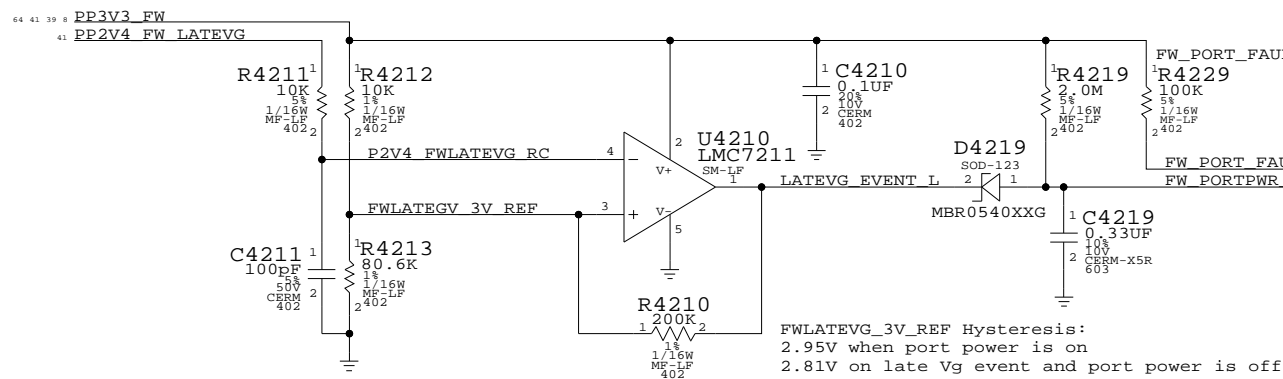 64 41 39 8 PP3V3_FW
41 PP2V4_FW_LATEVG
FW_PORT_FAU
R4211
10K
5%
1/16W
MF-LF
402
1
2
R4212
10K
1%
1/16W
MF-LF
402
1
2
C4210
0.1UF
20%
10V
CERM
402
1
2
R4219
2.0M
5%
1/16W
MF-LF
402
1
2
R4229
100K
5%
1/16W
MF-LF
402
1
2
U4210
LMC7211
SM-LF
V+
V-
2
4
3
1
5
P2V4_FWLATEVG_RC
FWLATEGV_3V_REF
LATEVG_EVENT_L
D4219
SOD-123
2
1
MBR0540XXG
FW_PORT_FAU
FW_PORTPWR_
C4211
100pF
5%
50V
CERM
402
1
2
R4213
80.6K
1%
1/16W
MF-LF
402
1
2
C4219
0.33UF
10%
10V
CERM-X5R
603
1
2
R4210
200K
1
2
1%
1/16W
MF-LF
402
FWLATEVG_3V_REF Hysteresis:
2.95V when port power is on
2.81V on late Vg event and port power is off